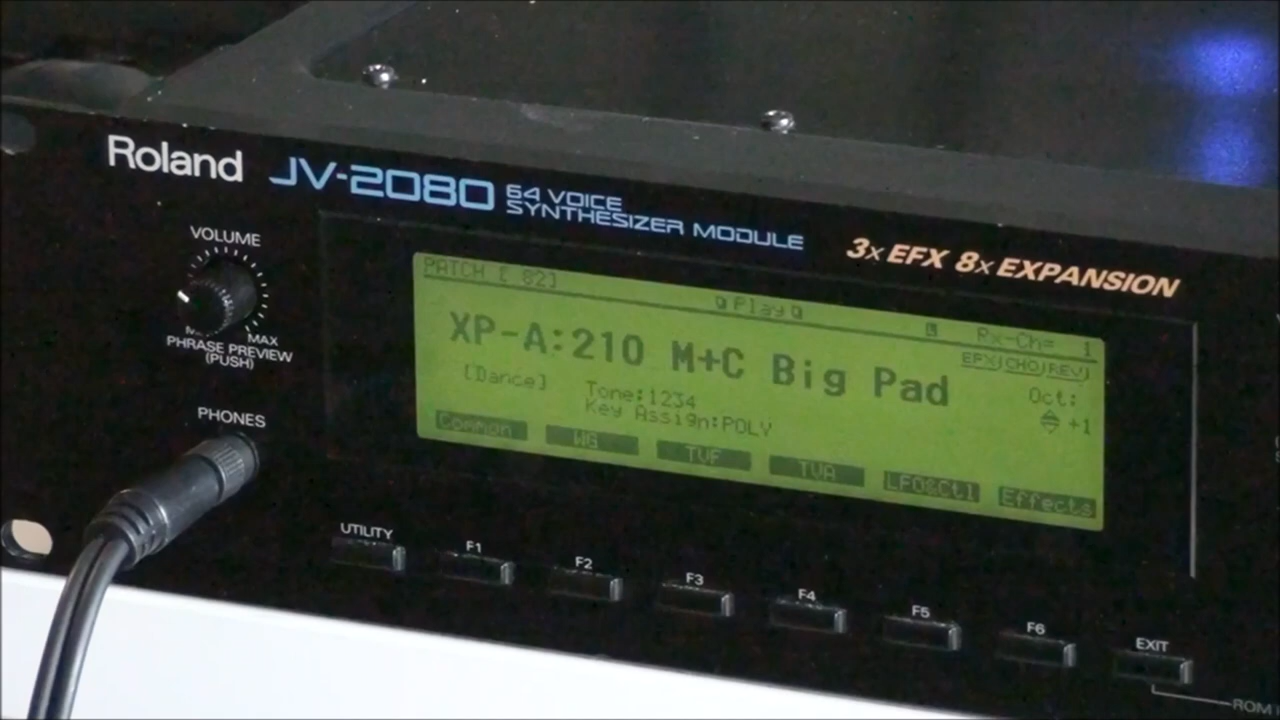 Roland JV-2080 64 VOICE
SYNTHESIZER MODULE
3x EFX 8x EXPANSION
VOLUME
MAX
PHRASE PREVIEW
(PUSH)
PHONES
PATCH [ 82]
Play
Rx-Ch= 1
XP-A:210 M+C Big Pad
EFX|CHO|REV
[Dance]
Tone:1234
Key Assign:POLY
Oct:
+1
Common WG TVF TVA LFO&Ctl Effects
UTILITY F1 F2 F3 F4 F5 F6 EXIT
ROM